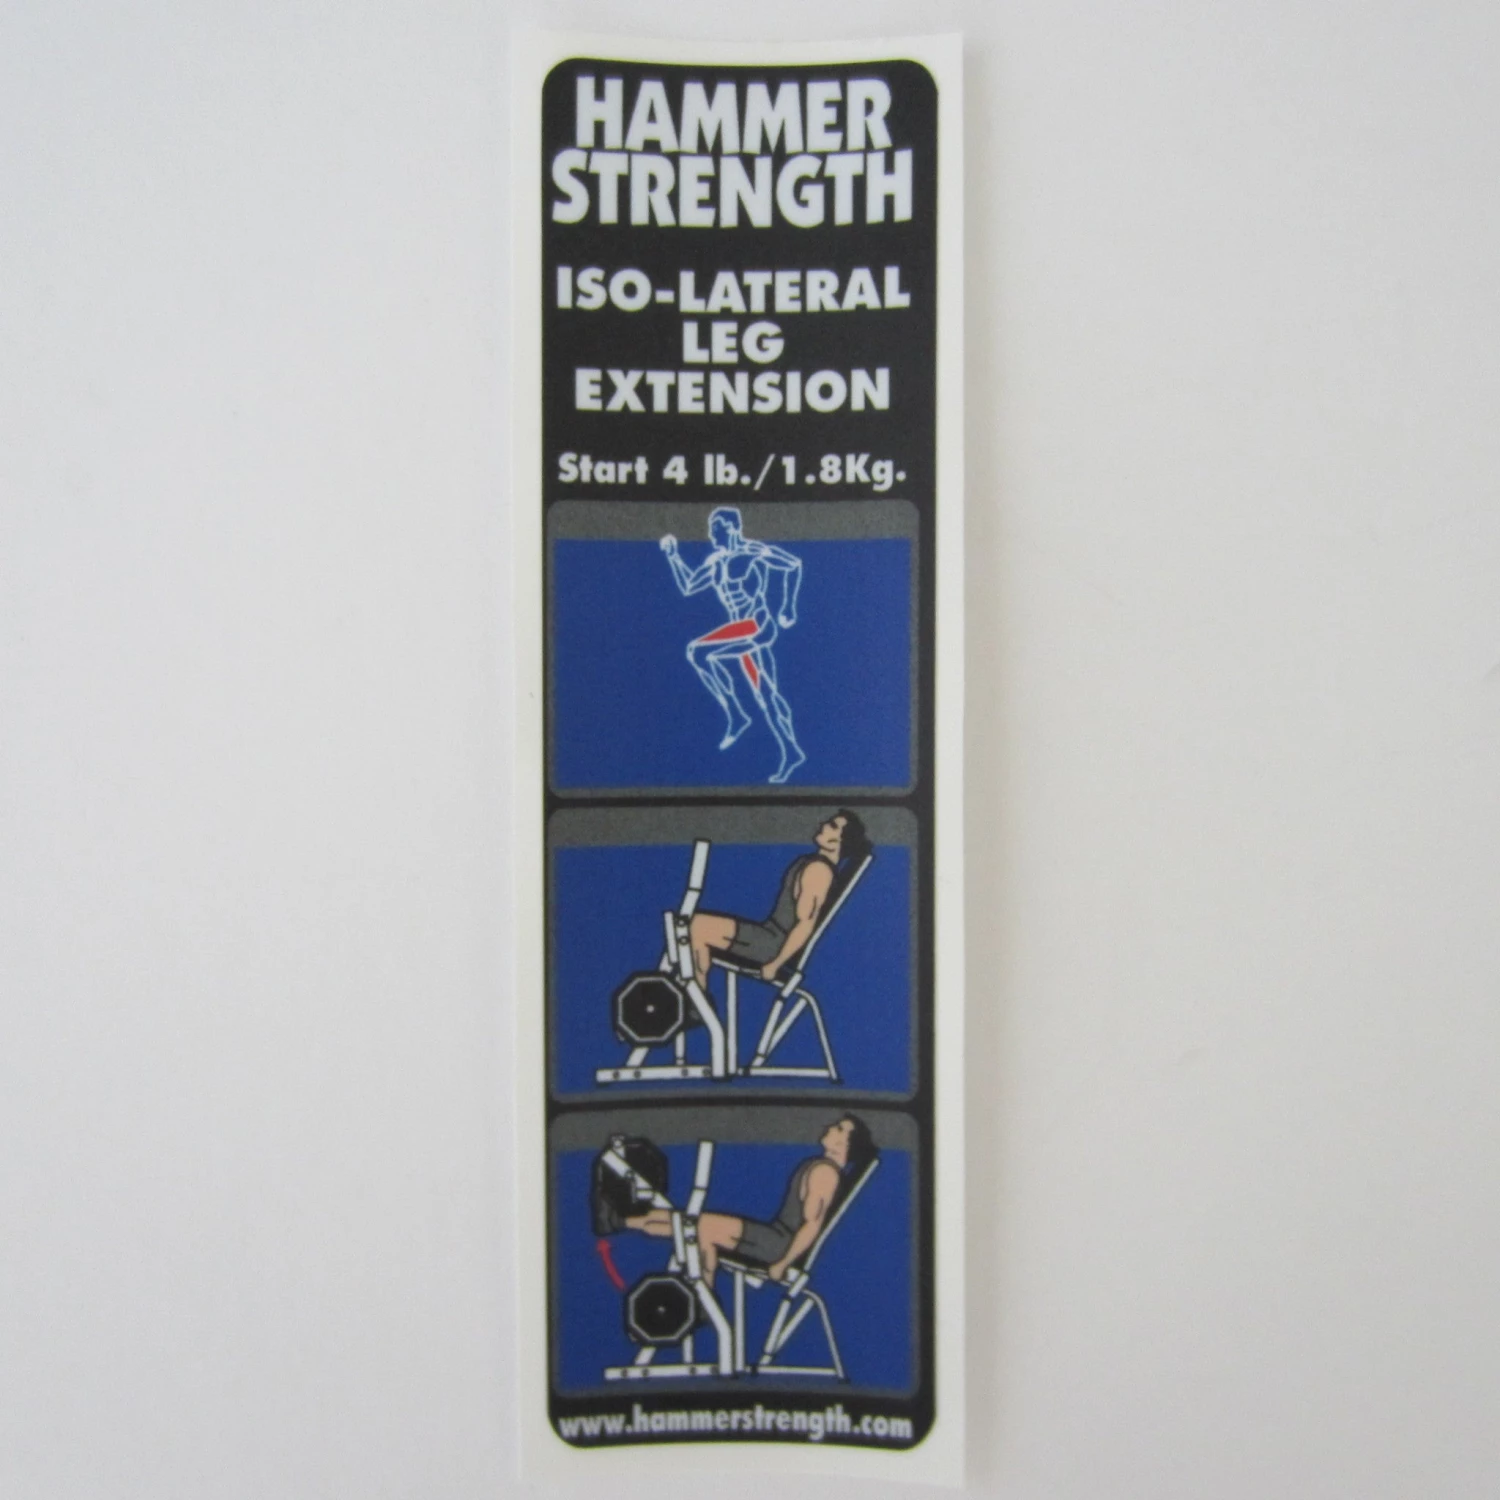 HAMMER
STRENGTH
ISO-LATERAL
LEG
EXTENSION
Start 4 lb./1.8Kg.
www.hammerstrength.com